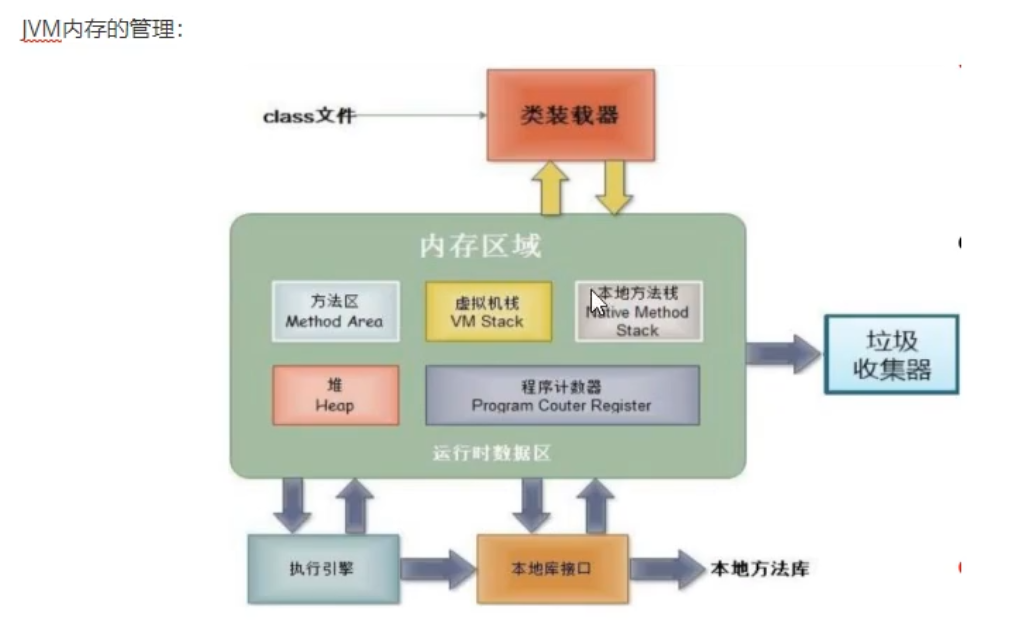 JVM内存的管理：
class文件
类装载器
内存区域
方法区
Method Area
虚拟机栈
VM Stack
本地方法栈
Native Method
Stack
堆
Heap
程序计数器
Program Couter Register
运行时数据区
垃圾
收集器
执行引擎
本地库接口
本地方法库